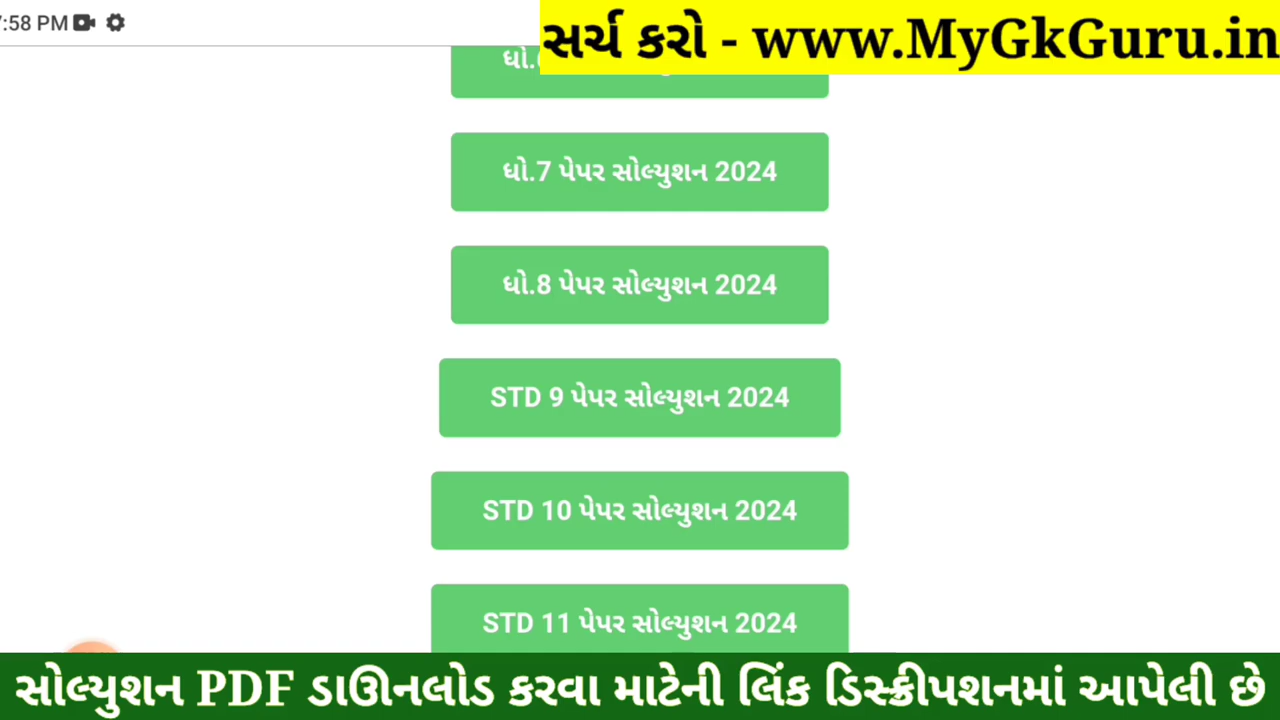 :58 PM
સર્ચ કરો - www.MyGkGuru.in
ધો.7 પેપર સોલ્યુશન 2024
ધો.8 પેપર સોલ્યુશન 2024
STD 9 પેપર સોલ્યુશન 2024
STD 10 પેપર સોલ્યુશન 2024
STD 11 પેપર સોલ્યુશન 2024
સોલ્યુશન PDF ડાઊનલોડ કરવા માટેની લિંક ડિસ્ક્રીપશનમાં આપેલી છે